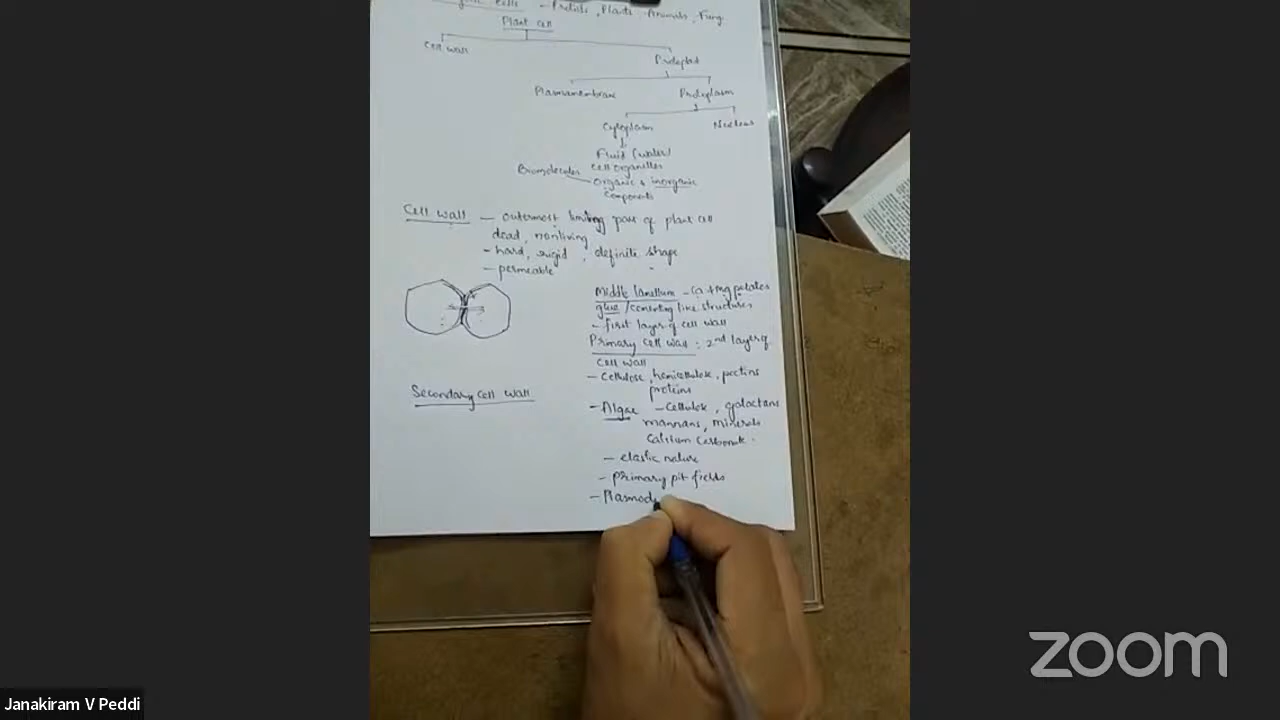 cells - Protists, Plants Animals, Fungi
Plant cell
Cell wall
Protoplast
Plasmamembrane
Protoplasm
Cytoplasm
Nucleus
Fluid (water)
cell organelles
Biomolecules
organic + inorganic
components
Cell wall - outermost limiting part of plant cell
dead, nonliving
- hard, rigid, definite shape
- permeable
Middle lamellum - Ca + Mg pectates
glue / cementing like structures
- first layer of cell wall
Primary cell wall : 2nd layer of
cell wall
- Cellulose, hemicellulose, pectins
proteins
Secondary cell wall
- Algae - cellulose, galactans
mannans, minerals
Calcium Carbonate
- elastic nature
- Primary pit fields
- Plasmod
zoom
Janakiram V Peddi